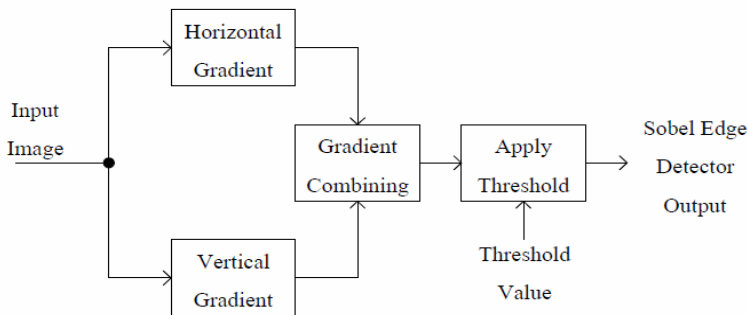 Horizontal
Gradient
Input
Image
Gradient
Combining
Apply
Threshold
Sobel Edge
Detector
Output
Vertical
Gradient
Threshold
Value